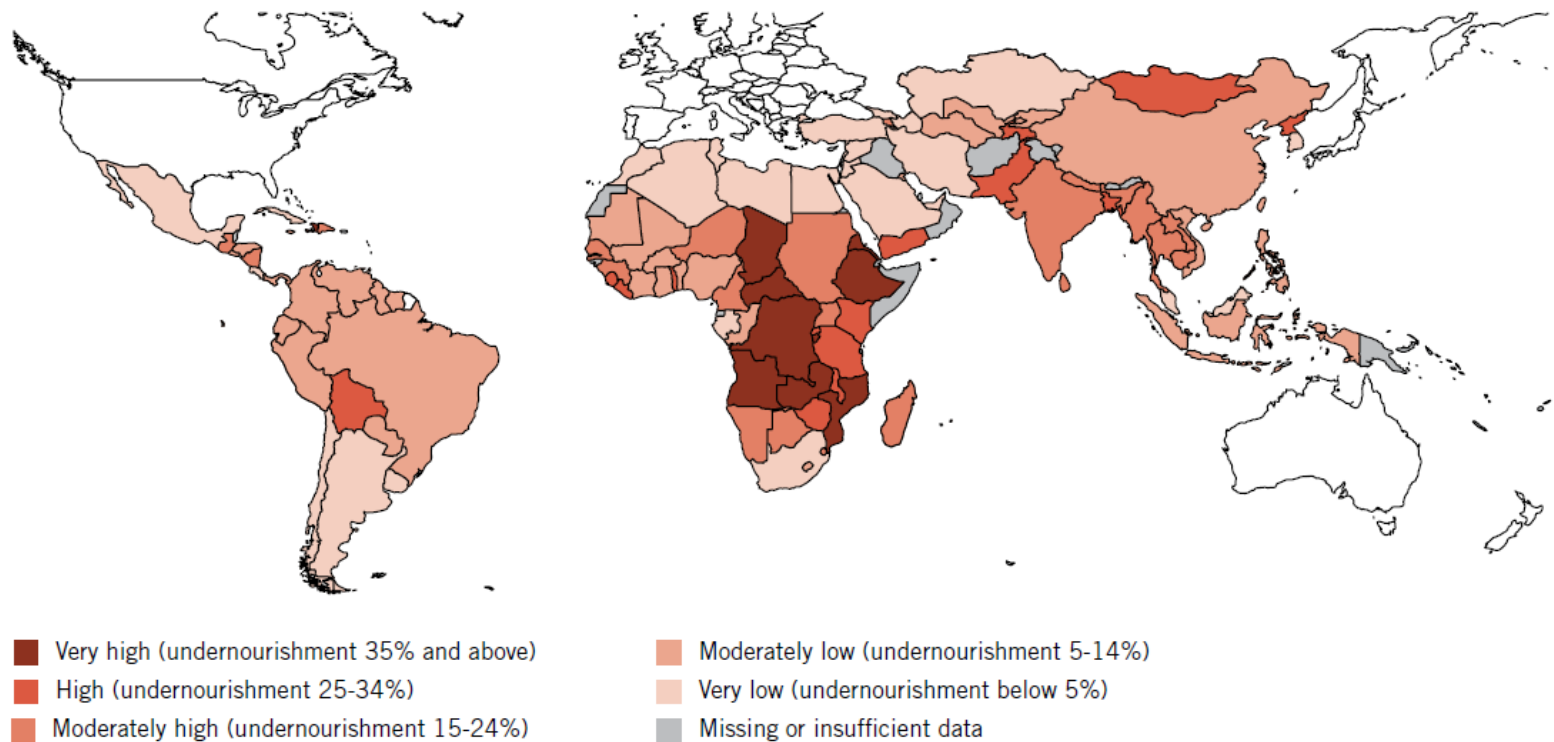 Very high (undernourishment 35% and above)
High (undernourishment 25-34%)
Moderately high (undernourishment 15-24%)
Moderately low (undernourishment 5-14%)
Very low (undernourishment below 5%)
Missing or insufficient data